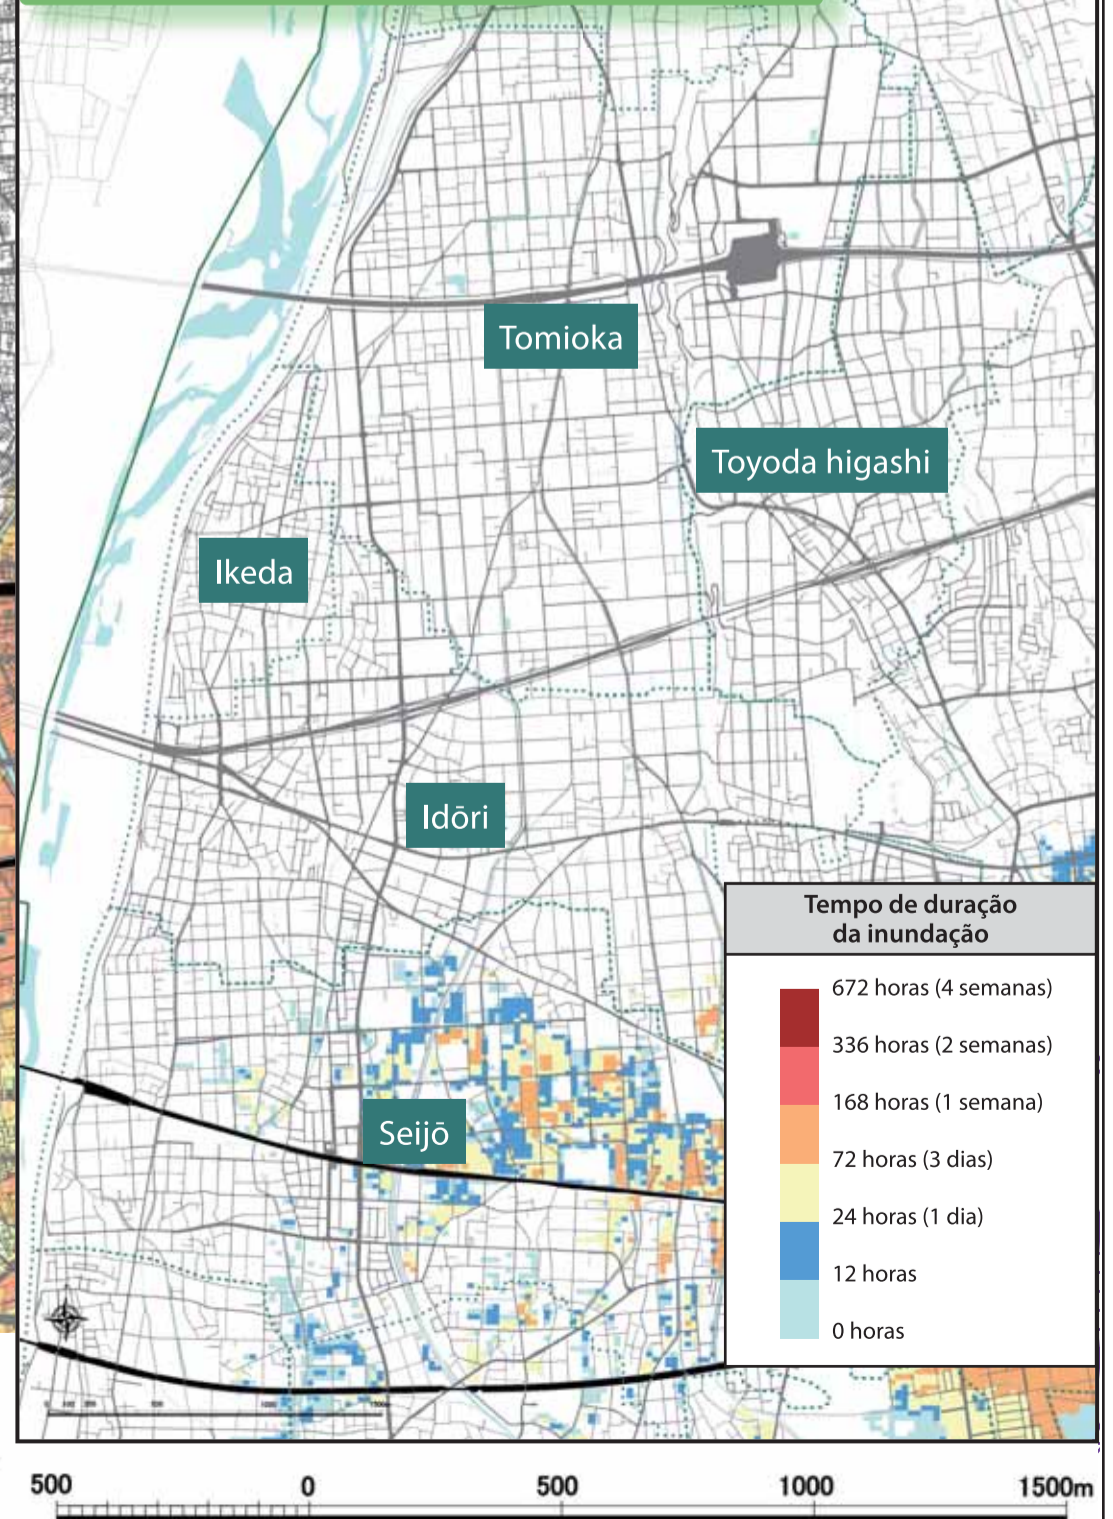 Tomioka
Toyoda higashi
Ikeda
Idōri
Tempo de duração
da inundação
672 horas (4 semanas)
336 horas (2 semanas)
168 horas (1 semana)
72 horas (3 dias)
24 horas (1 dia)
12 horas
0 horas
Seijō
500 0 500 1000 1500m